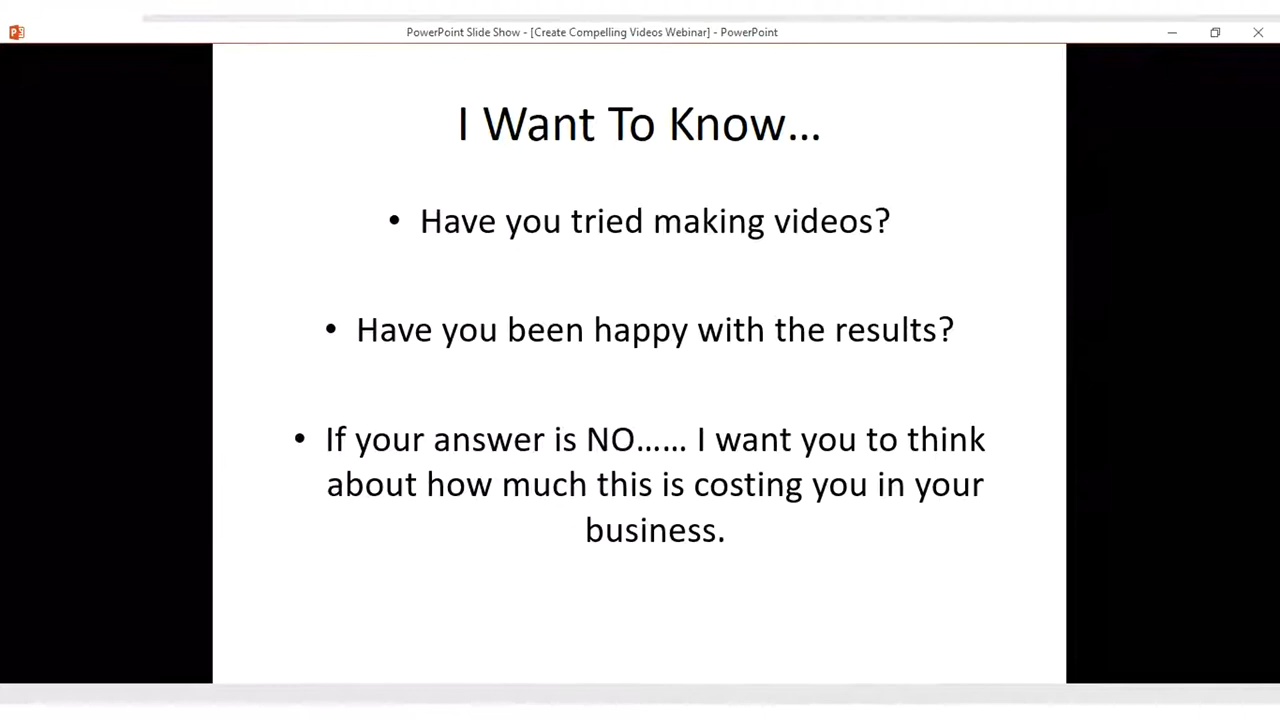 PowerPoint Slide Show - [Create Compelling Videos Webinar] - PowerPoint
I Want To Know...
• Have you tried making videos?
• Have you been happy with the results?
• If your answer is NO...... I want you to think
about how much this is costing you in your
business.